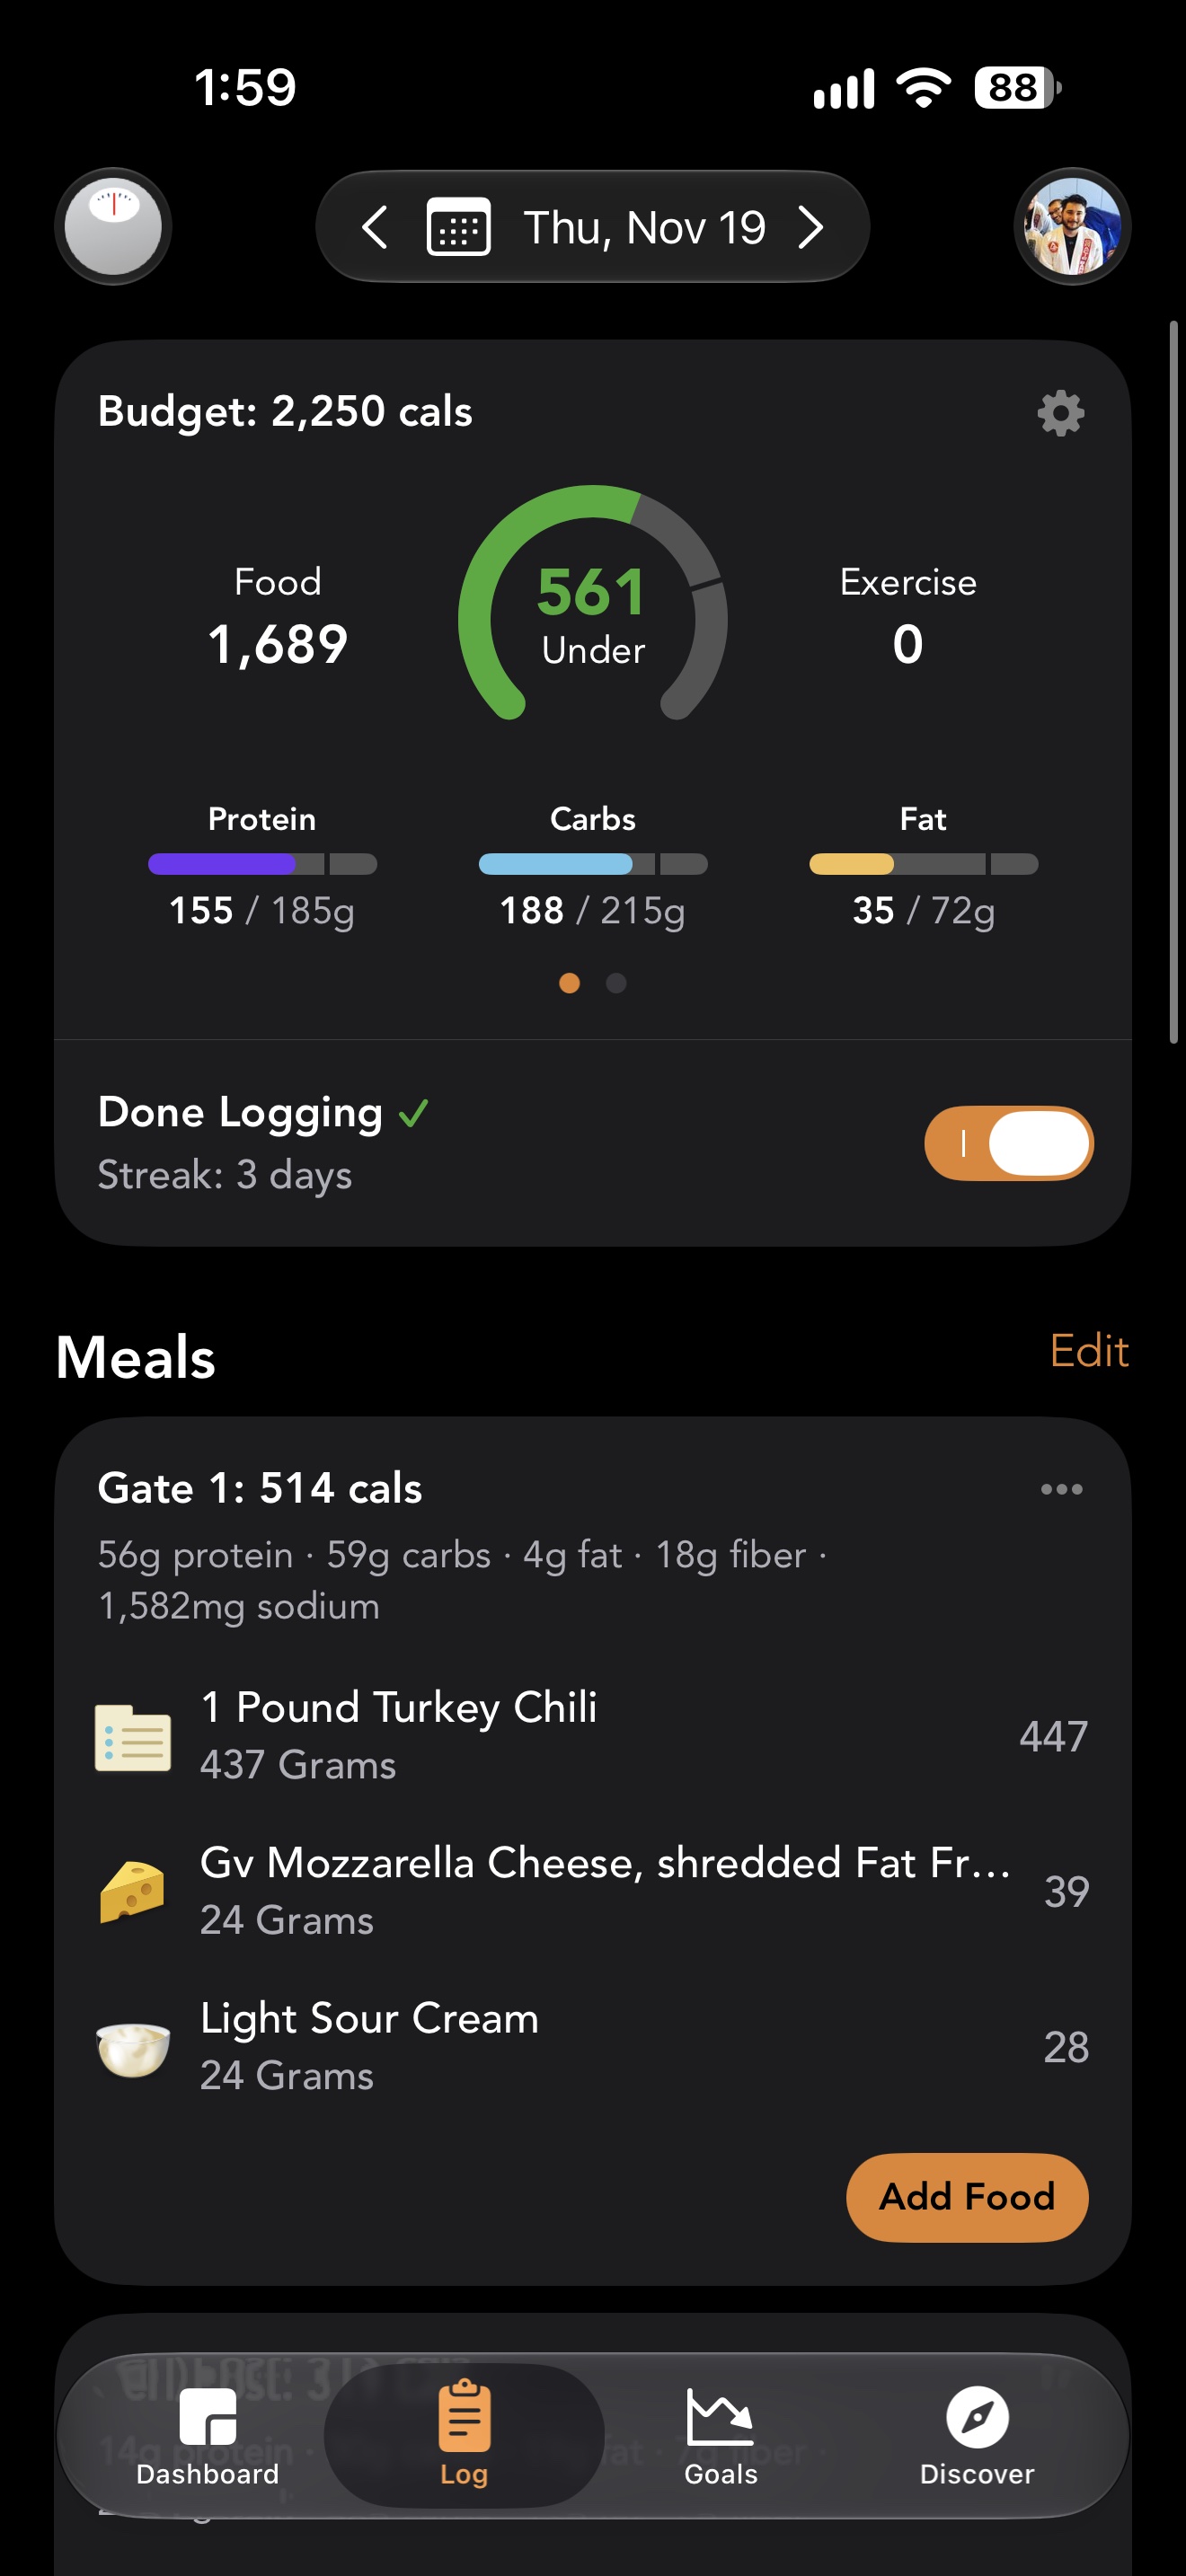 1:59
88
Thu, Nov 19
Budget: 2,250 cals
Food
1,689
561
Under
Exercise
0
Protein
155 / 185g
Carbs
188 / 215g
Fat
35 / 72g
Done Logging ✓
Streak: 3 days
Meals
Edit
Gate 1: 514 cals
56g protein · 59g carbs · 4g fat · 18g fiber ·
1,582mg sodium
1 Pound Turkey Chili
437 Grams
447
Gv Mozzarella Cheese, shredded Fat Fr...
24 Grams
39
Light Sour Cream
24 Grams
28
Add Food
14g protein ·
Dashboard
Log
Goals
Discover